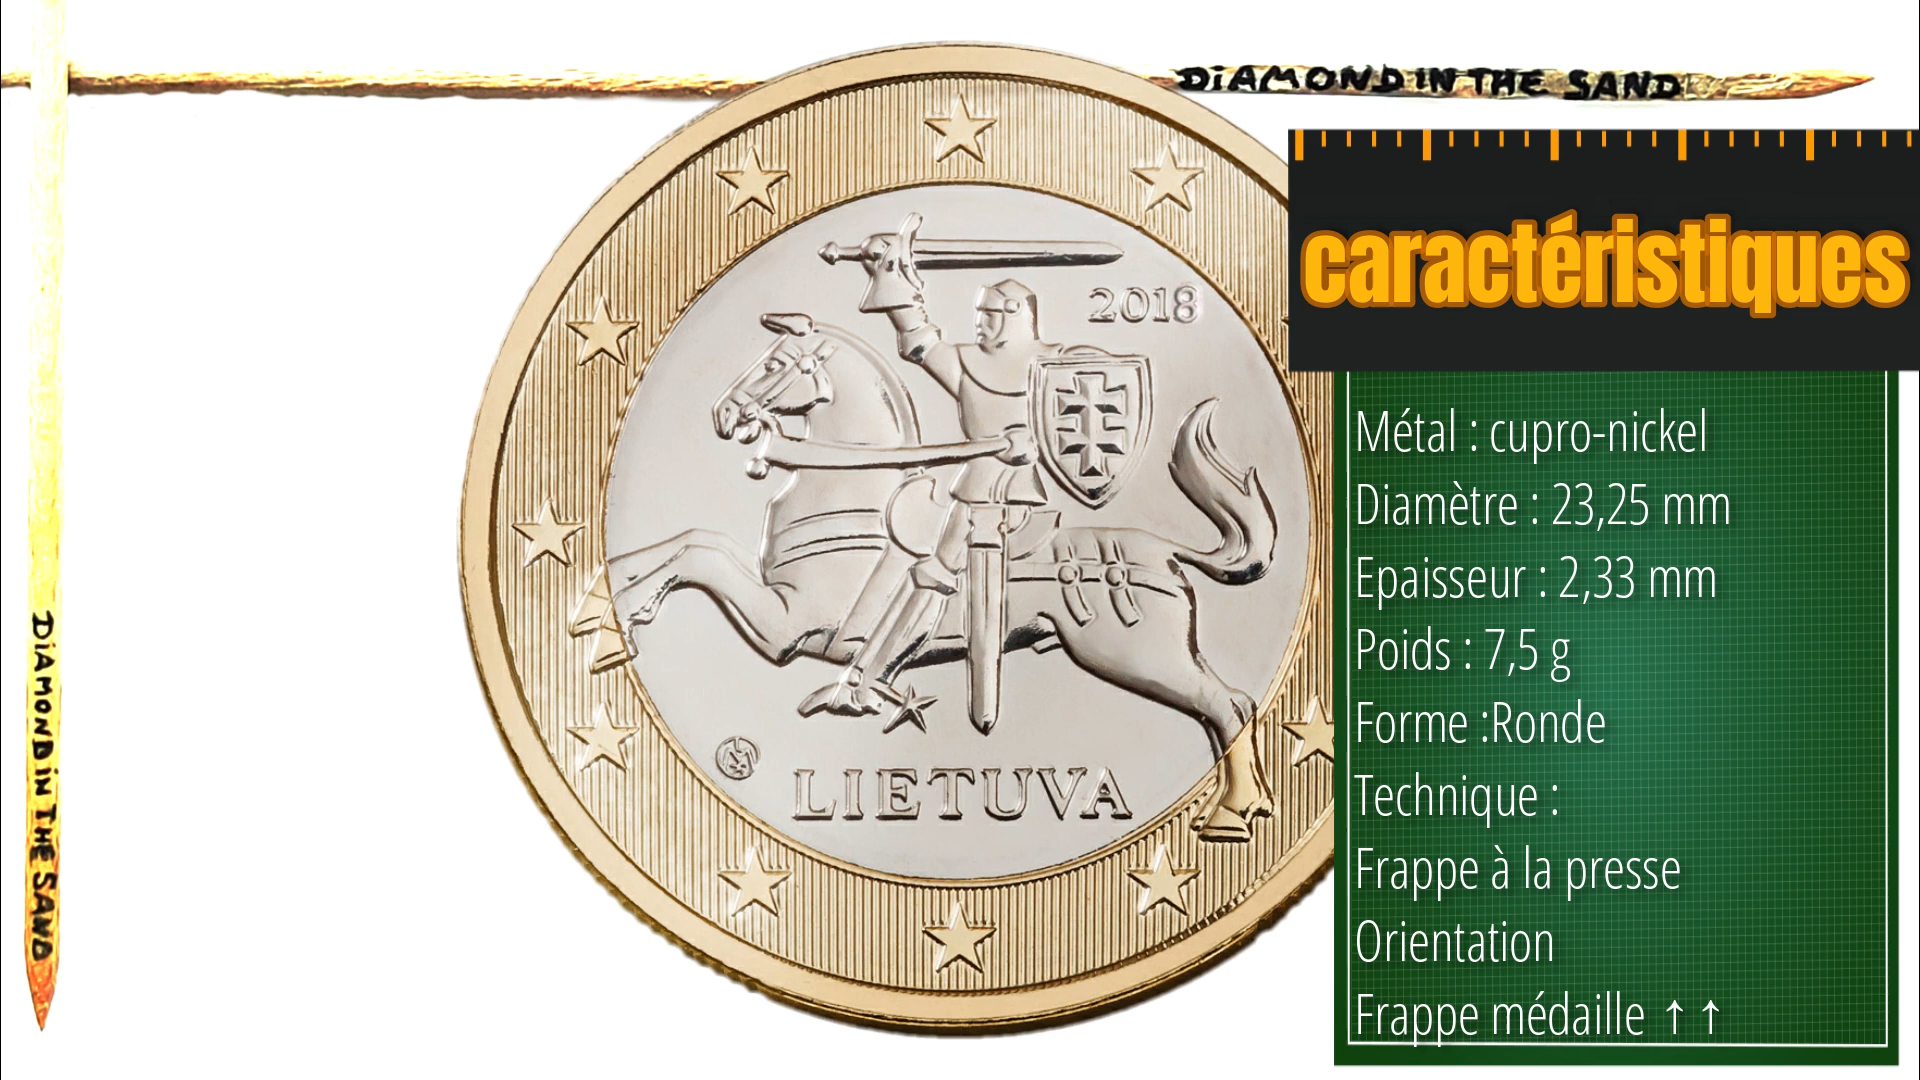 DiAMOND IN THE SAND
caractéristiques
2018
Métal : cupro-nickel
Diamètre : 23,25 mm
Epaisseur : 2,33 mm
Poids : 7,5 g
Forme :Ronde
Technique :
Frappe à la presse
Orientation
Frappe médaille ↑ ↑
LIETUVA
DiAMOND iN THE SAND